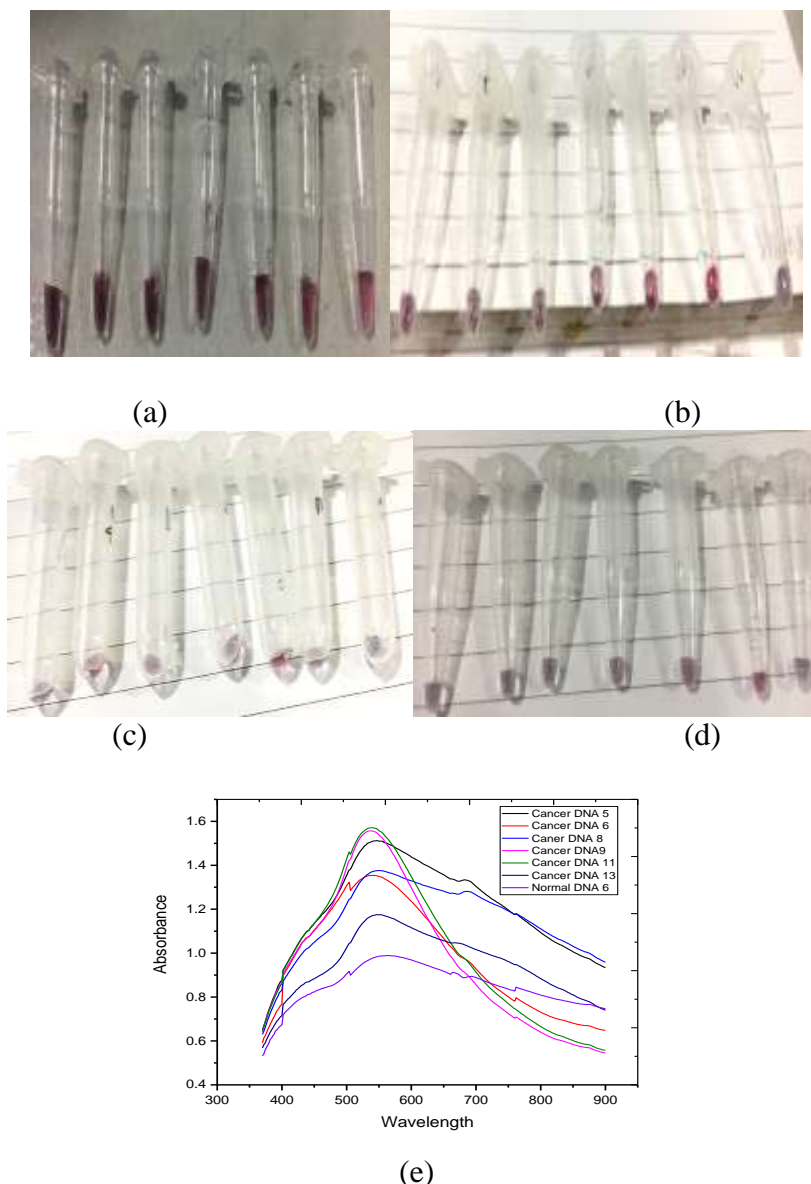 (a) (b)
(c) (d)
Cancer DNA 5
Cancer DNA 6
Caner DNA 8
Cancer DNA9
Cancer DNA 11
Cancer DNA 13
Normal DNA 6
1.6
1.4
1.2
1.0
0.8
0.6
0.4
Absorbance
300 400 500 600 700 800 900
Wavelength
(e)